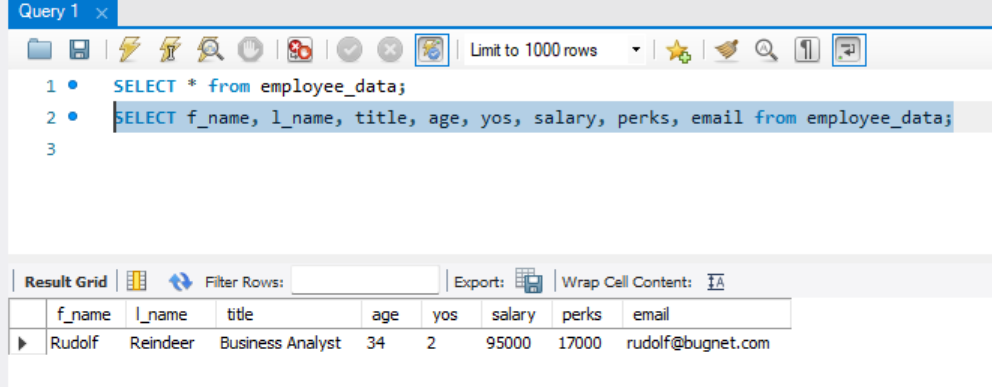 Query 1
Limit to 1000 rows
1 SELECT * from employee_data;
2 SELECT f_name, l_name, title, age, yos, salary, perks, email from employee_data;
3
Result Grid Filter Rows: Export: Wrap Cell Content:
f_name l_name title age yos salary perks email
Rudolf Reindeer Business Analyst 34 2 95000 17000 rudolf@bugnet.com